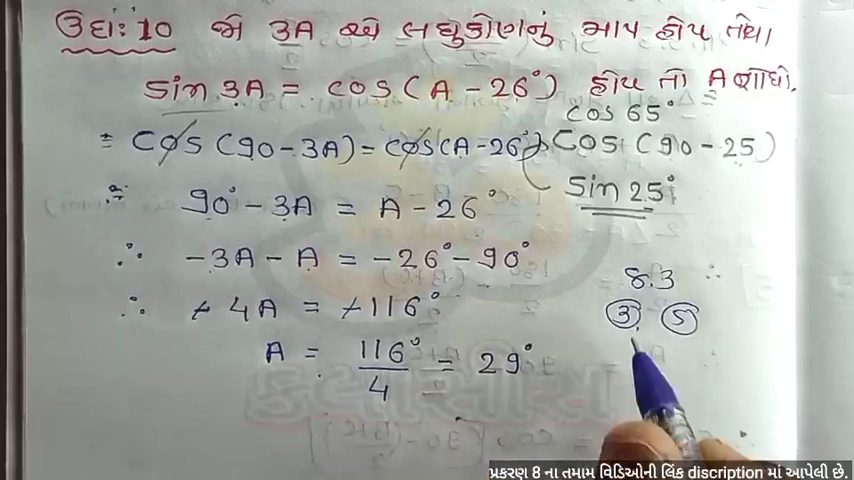 ઉદાઃ 10 જો 3A એ લઘુકોણનું માપ હોય તથા
sin 3A = cos (A - 26°) હોય તો A શોધો.
= cos (90 - 3A) = cos (A - 26°)
cos 65°
cos (90 - 25)
sin 25°
∴ 90° - 3A = A - 26°
∴ -3A - A = -26° - 90°
∴ -4A = -116°
A = 116°/4 = 29°
8.3
3 5
કલાસીસ
પ્રકરણ 8 ના તમામ વિડિઓની લિંક discription માં આપેલી છે.